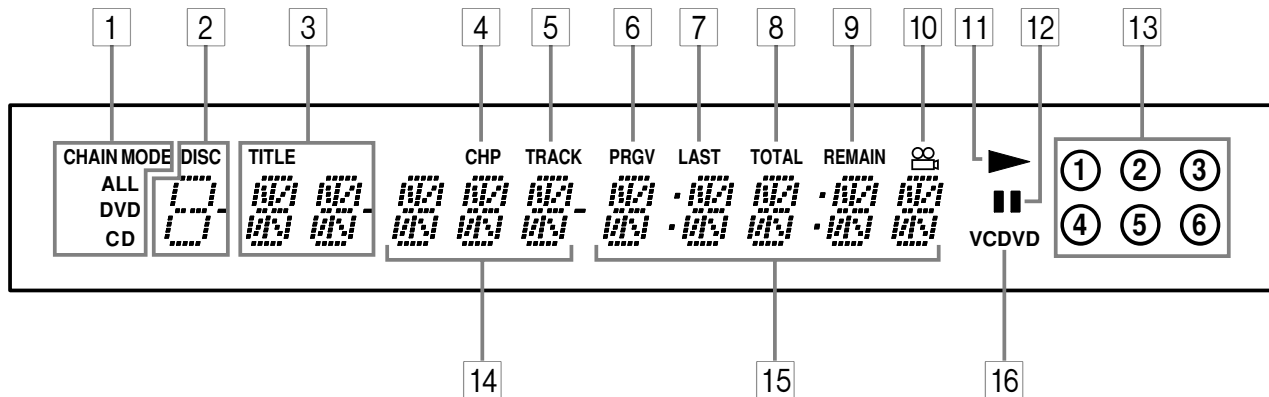 1 2 3 4 5 6 7 8 9 10 11 12 13
CHAIN MODE DISC TITLE CHP TRACK PRGV LAST TOTAL REMAIN
ALL
DVD
CD
1 2 3
4 5 6
VCDVD
14 15 16